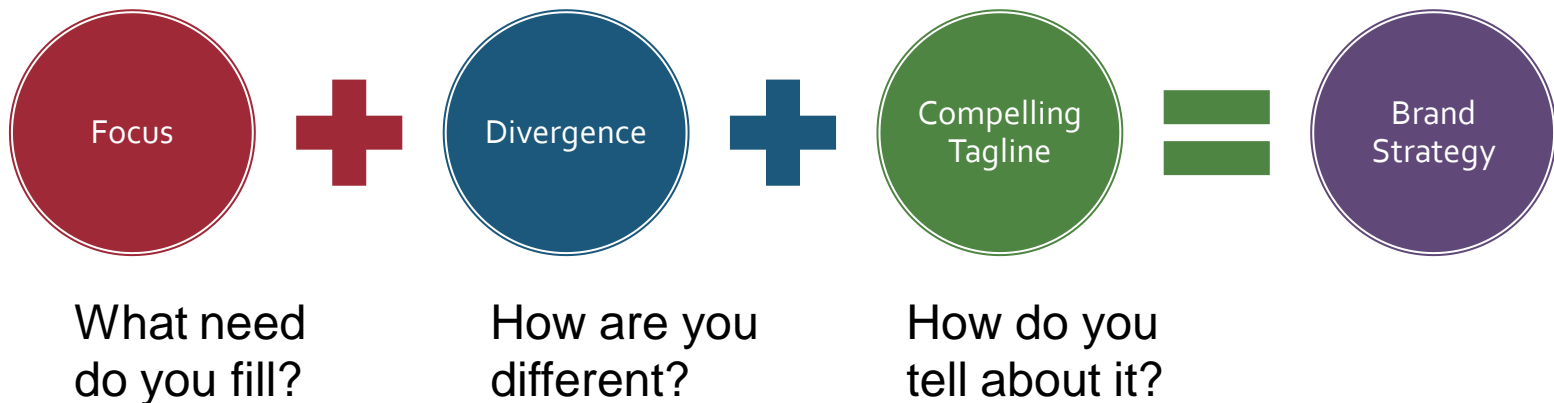 Focus
Divergence
Compelling
Tagline
Brand
Strategy
What need
do you fill?
How are you
different?
How do you
tell about it?